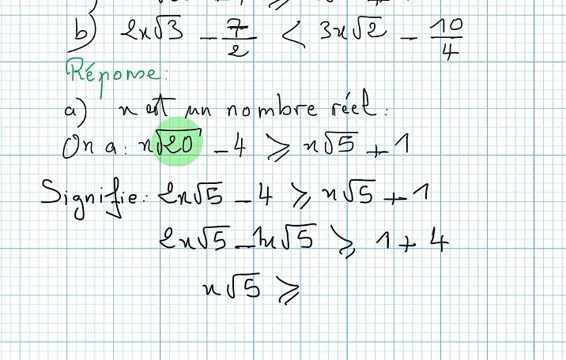 b) 2x√3 - 7/2 < 3x√2 - 10/4
Réponse:
a) x est un nombre réel:
On a: x√20 - 4 ⩾ x√5 + 1
Signifie: 2x√5 - 4 ⩾ x√5 + 1
2x√5 - 1x√5 ⩾ 1 + 4
x√5 ⩾